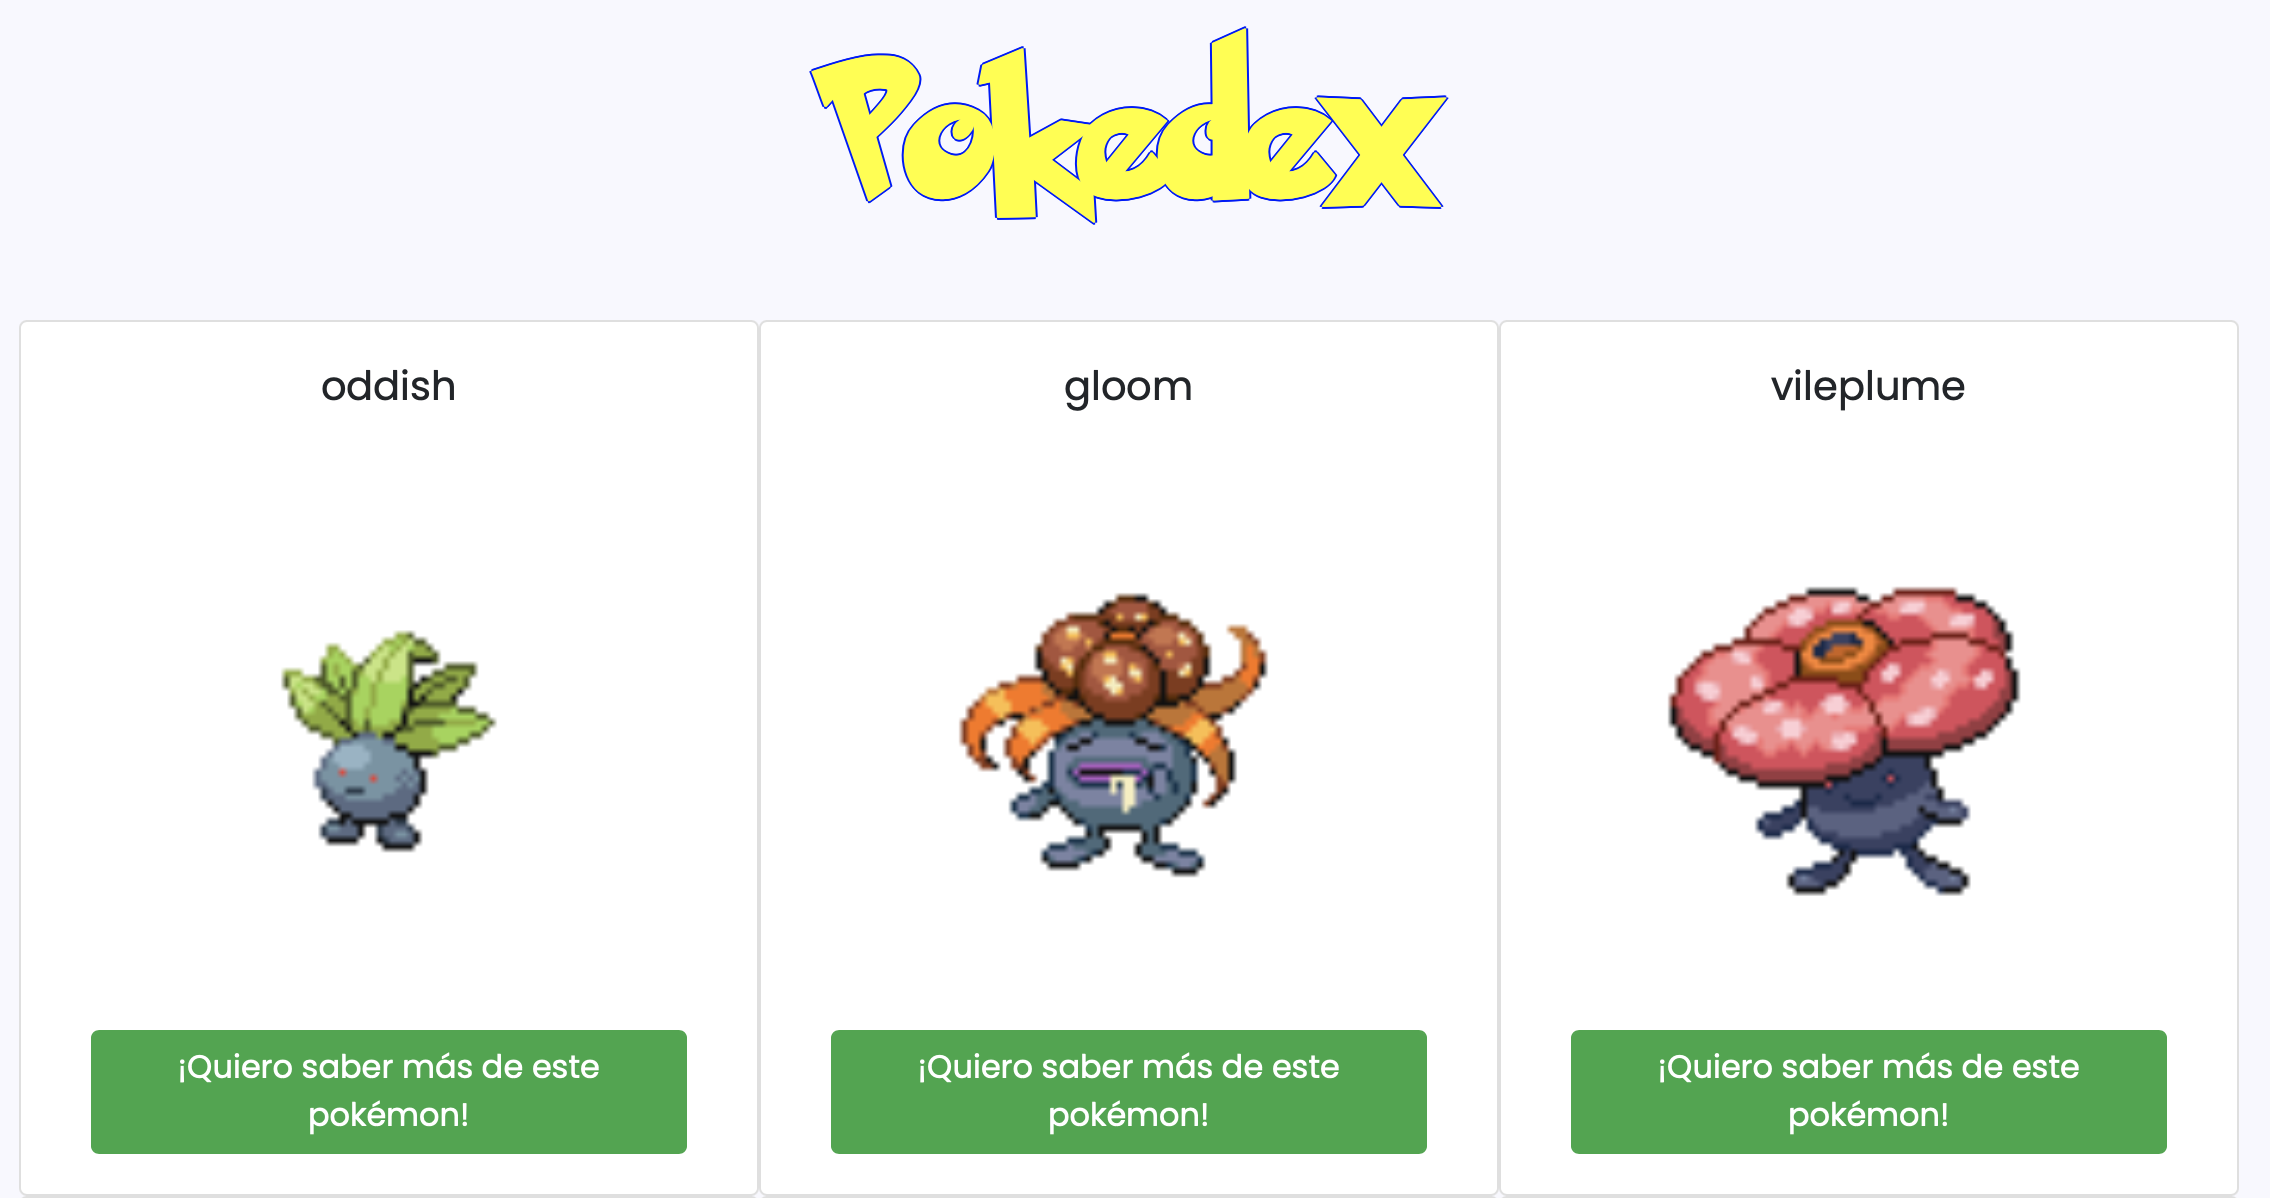 Pokedex
oddish
gloom
vileplume
¡Quiero saber más de este
pokémon!
¡Quiero saber más de este
pokémon!
¡Quiero saber más de este
pokémon!